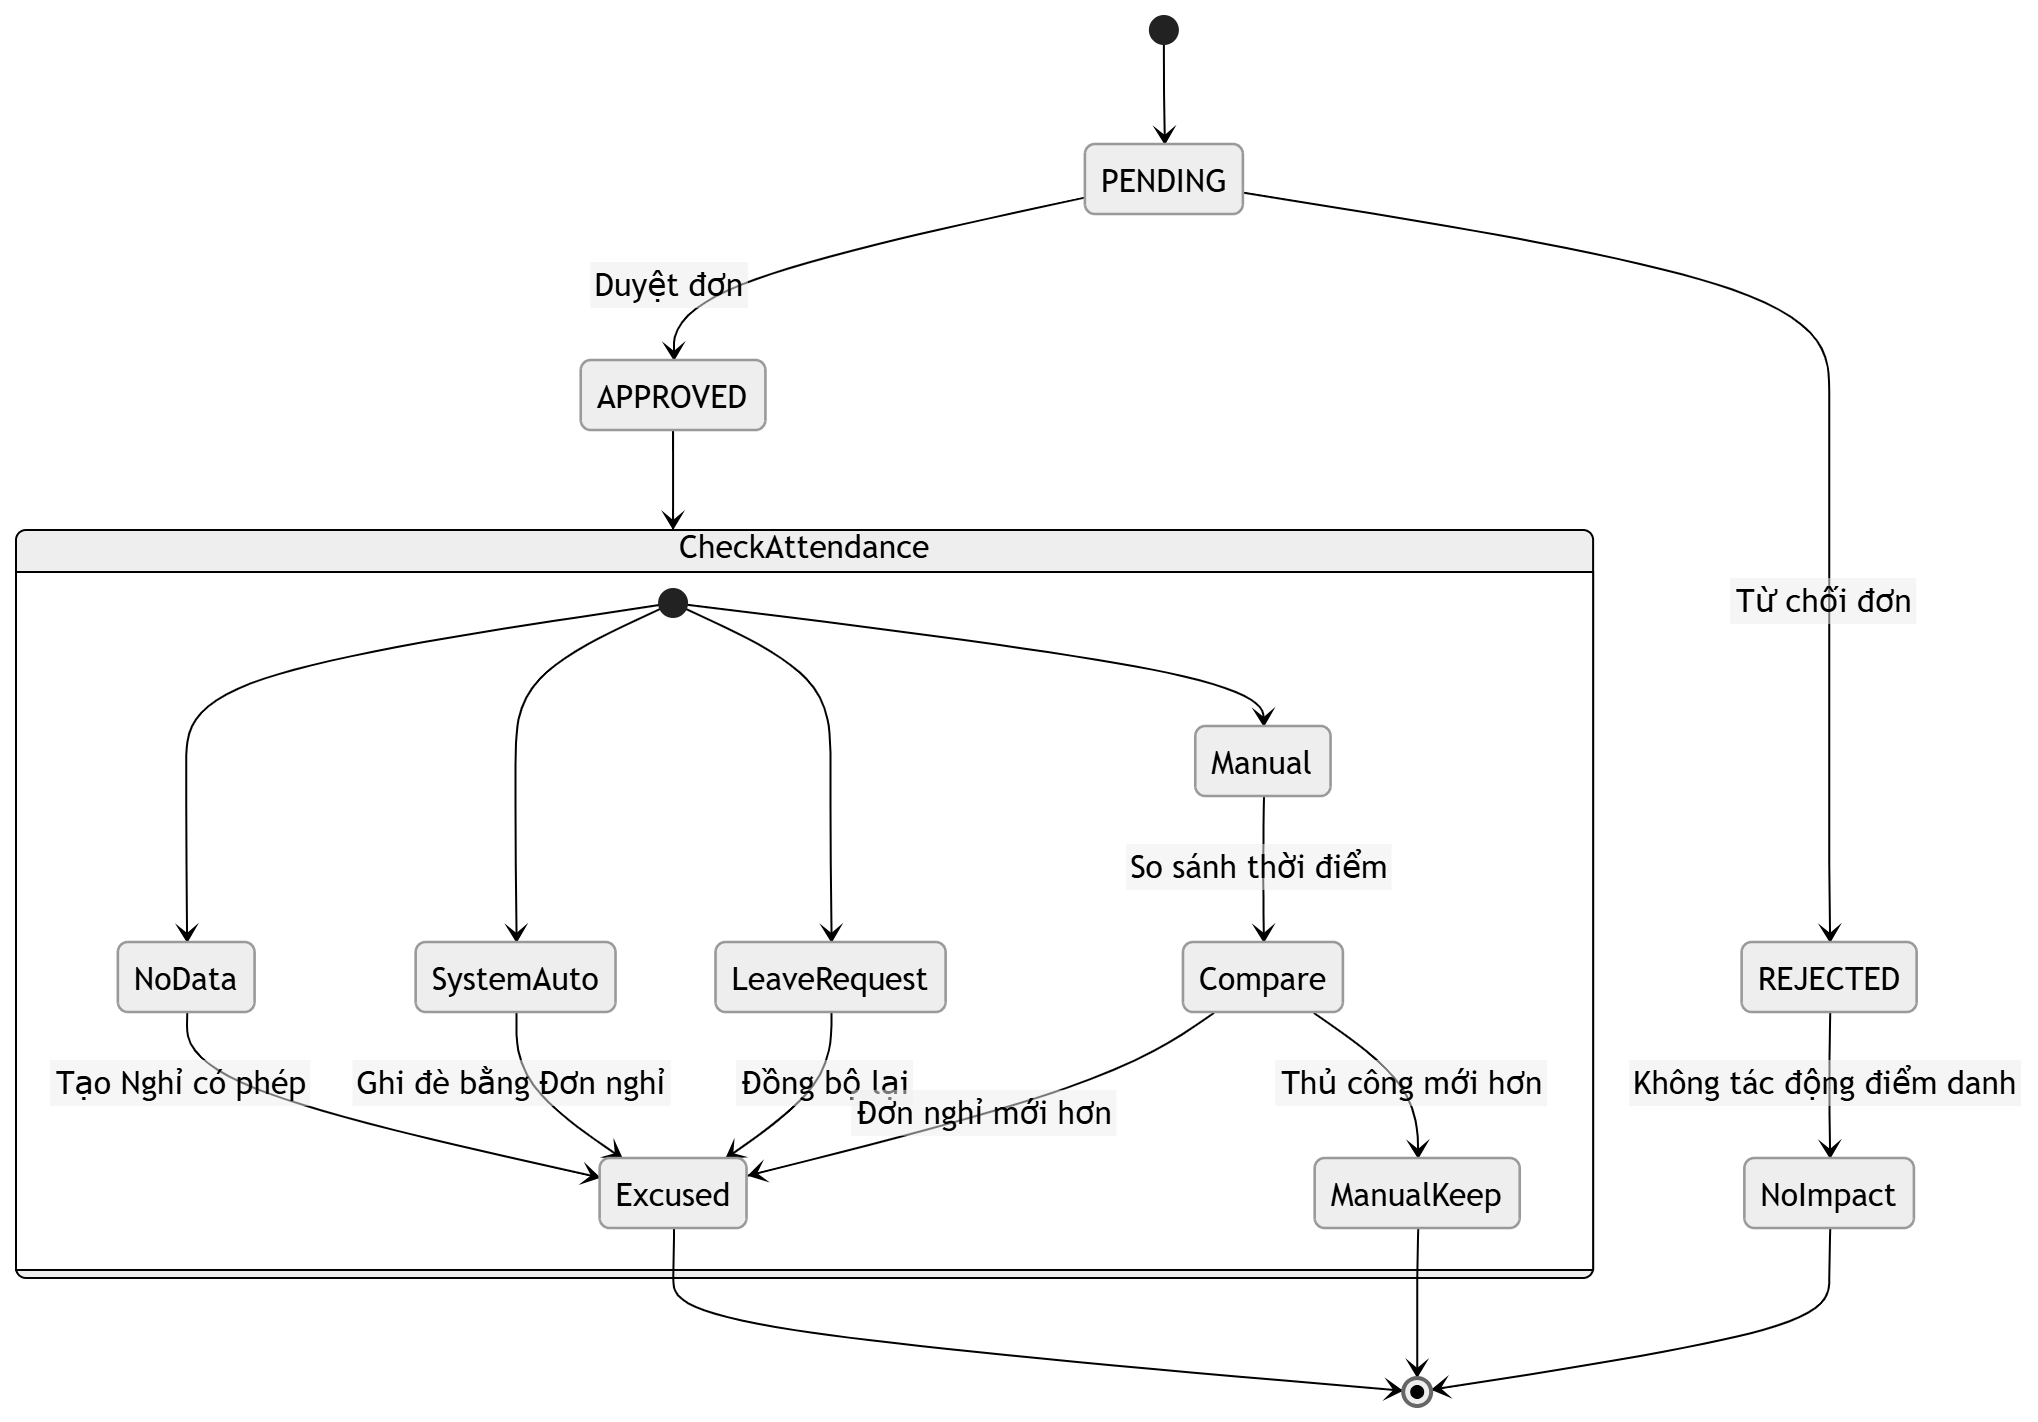 PENDING
Duyệt đơn
APPROVED
CheckAttendance
Từ chối đơn
Manual
So sánh thời điểm
NoData
SystemAuto
LeaveRequest
Compare
REJECTED
Tạo Nghỉ có phép
Ghi đè bằng Đơn nghỉ
Đồng bộ lại
Đơn nghỉ mới hơn
Thủ công mới hơn
Không tác động điểm danh
Excused
ManualKeep
NoImpact